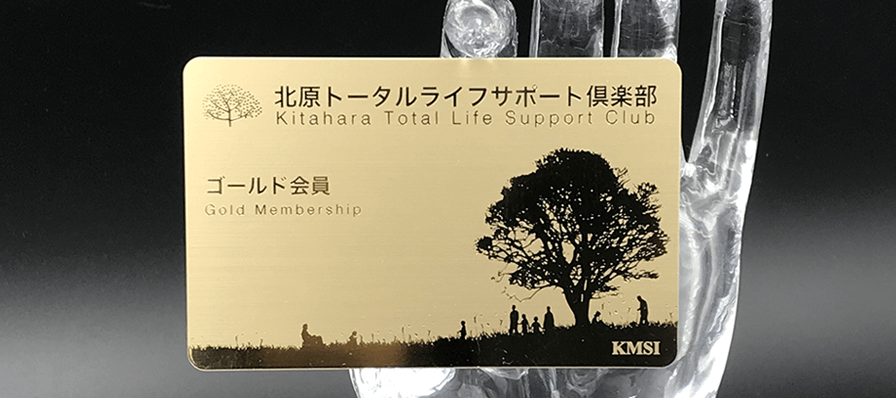 北原トータルライフサポート倶楽部
Kitahara Total Life Support Club
ゴールド会員
Gold Membership
KMSI